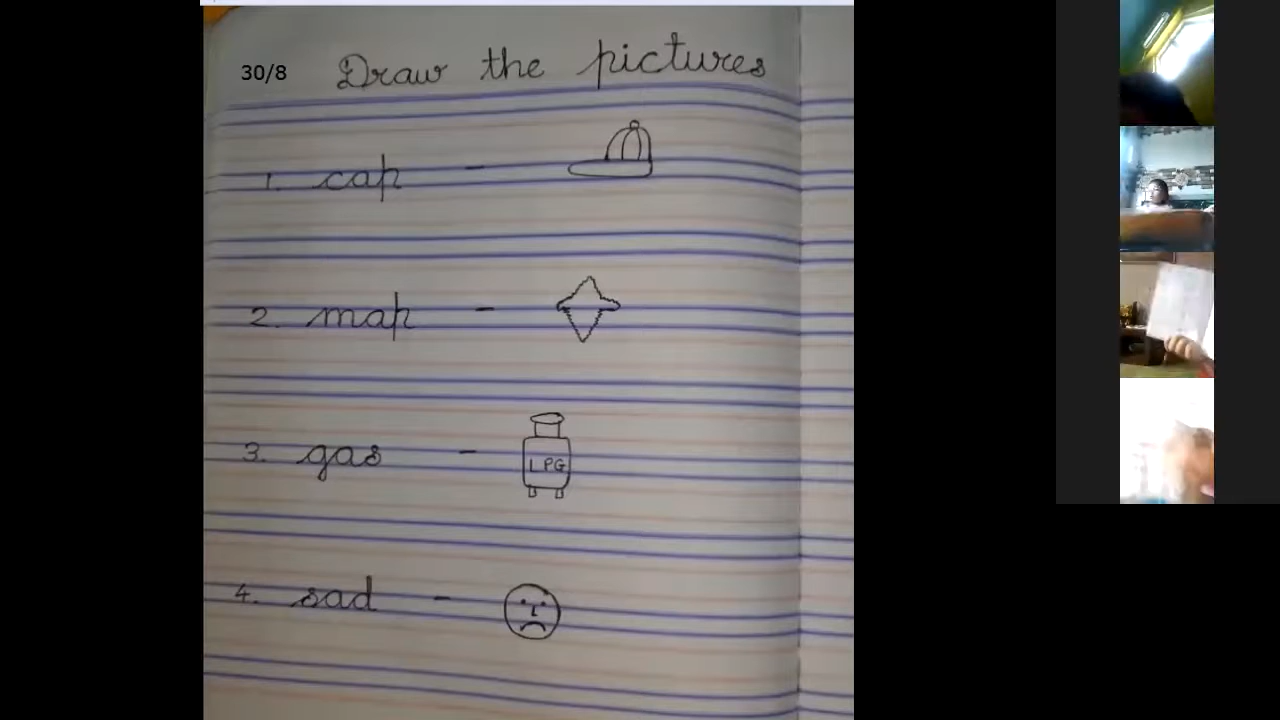 30/8 Draw the pictures
1. cap -
2. map -
3. gas - LPG
4. sad -